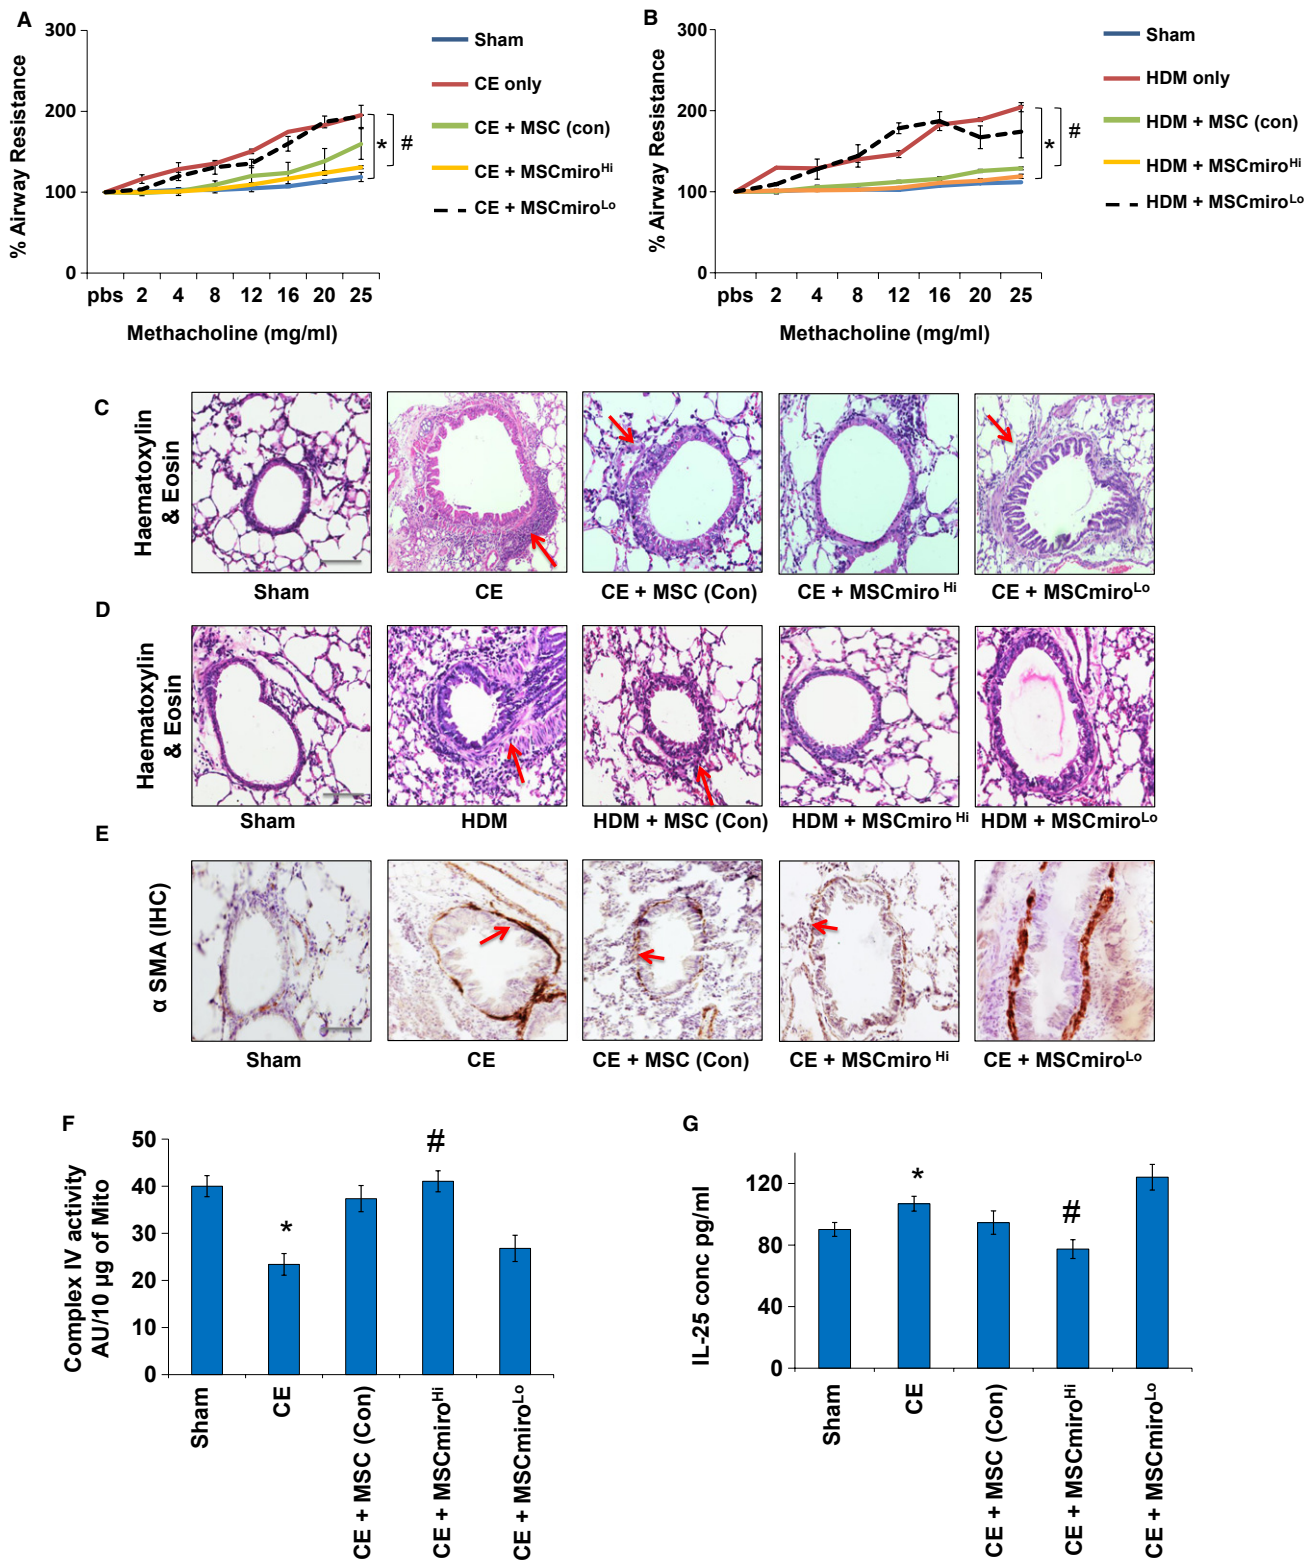 A
300
200
100
0
% Airway Resistance
pbs 2 4 8 12 16 20 25
Methacholine (mg/ml)
* #
Sham
CE only
CE + MSC (con)
CE + MSCmiroHi
CE + MSCmiroLo
B
300
200
100
0
% Airway Resistance
pbs 2 4 8 12 16 20 25
Methacholine (mg/ml)
* #
Sham
HDM only
HDM + MSC (con)
HDM + MSCmiroHi
HDM + MSCmiroLo
C
Haematoxylin
& Eosin
Sham
CE
CE + MSC (Con)
CE + MSCmiro Hi
CE + MSCmiroLo
D
Haematoxylin
& Eosin
Sham
HDM
HDM + MSC (Con)
HDM + MSCmiro Hi
HDM + MSCmiroLo
E
α SMA (IHC)
Sham
CE
CE + MSC (Con)
CE + MSCmiro Hi
CE + MSCmiroLo
F
Complex IV activity
AU/10 µg of Mito
50
40
30
20
10
0
*
#
Sham
CE
CE + MSC (Con)
CE + MSCmiroHi
CE + MSCmiroLo
G
IL-25 conc pg/ml
120
80
40
0
*
#
Sham
CE
CE + MSC (Con)
CE + MSCmiroHi
CE + MSCmiroLo